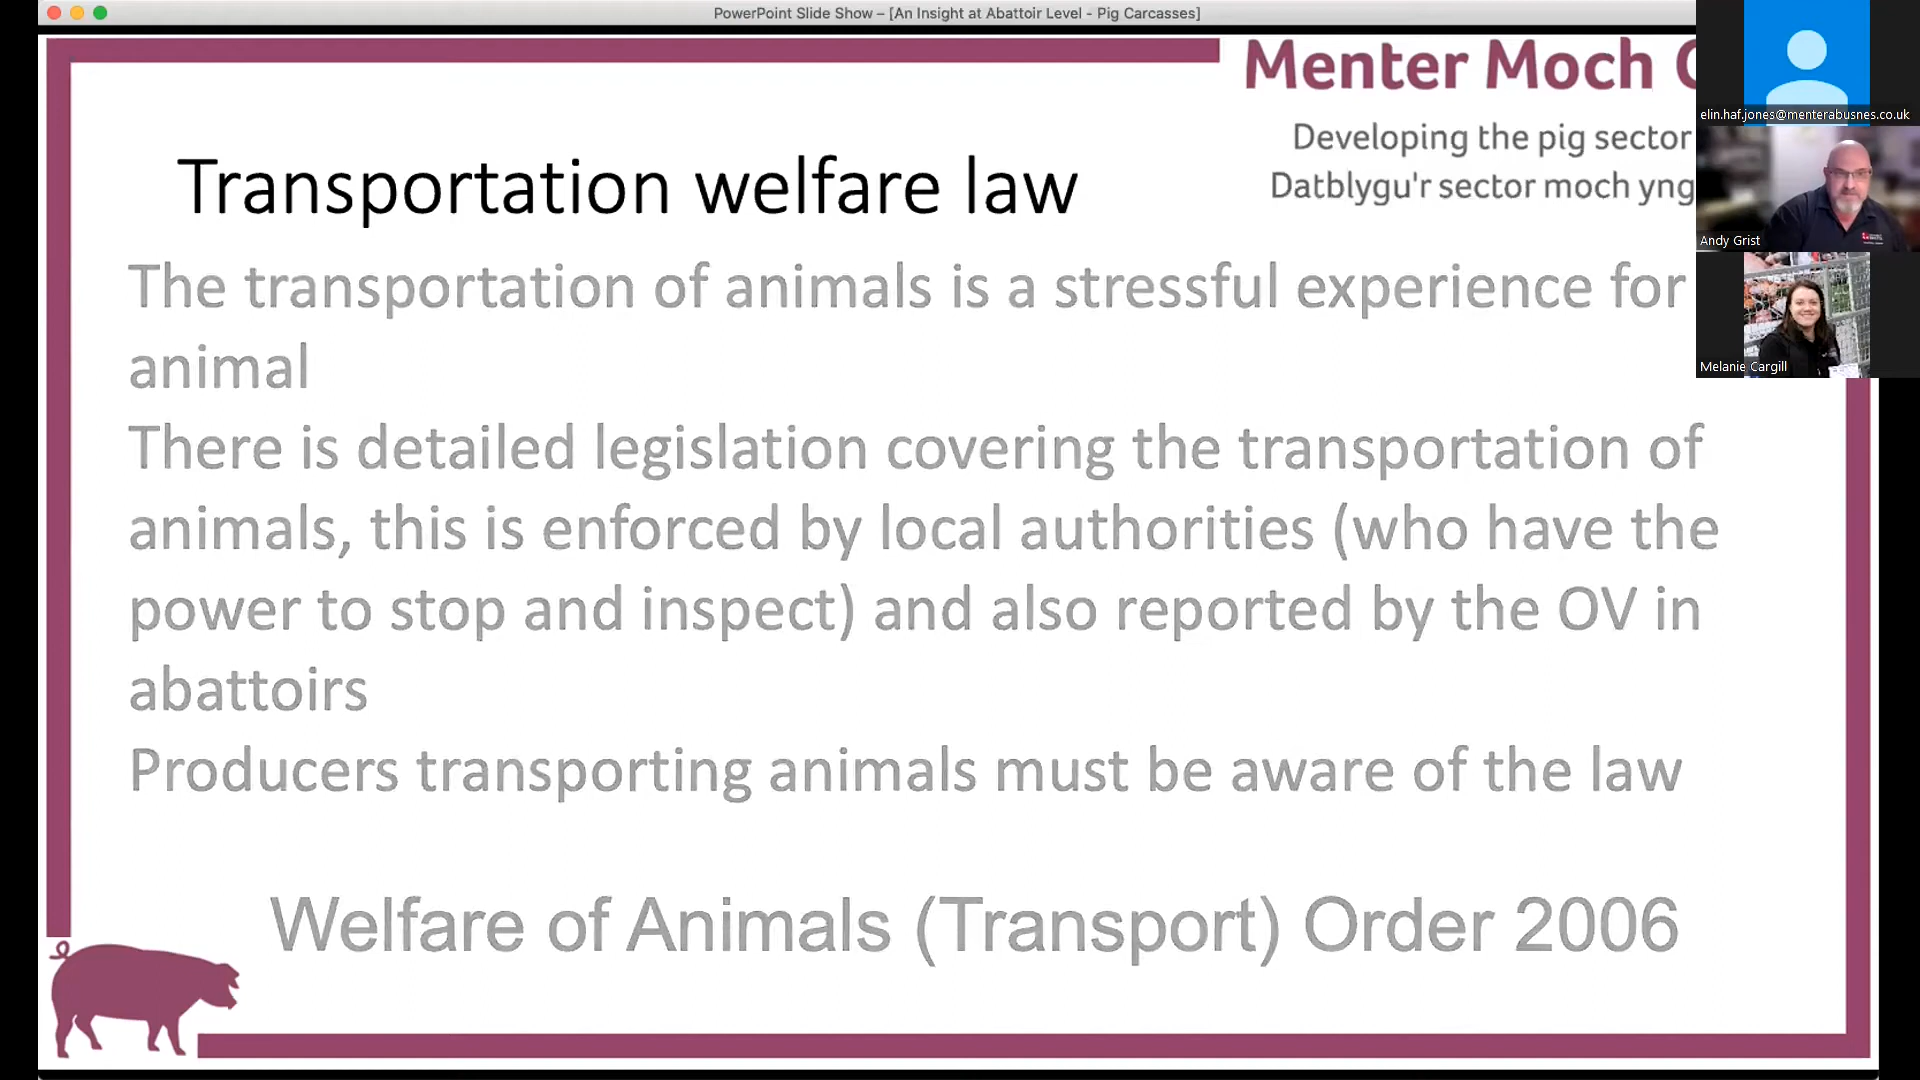 PowerPoint Slide Show – [An Insight at Abattoir Level - Pig Carcasses]
Menter Moch
Developing the pig sector
Datblygu'r sector moch yng
elin.haf.jones@menterabusnes.co.uk
Andy Grist
Melanie Cargill
Transportation welfare law
The transportation of animals is a stressful experience for
animal
There is detailed legislation covering the transportation of
animals, this is enforced by local authorities (who have the
power to stop and inspect) and also reported by the OV in
abattoirs
Producers transporting animals must be aware of the law
Welfare of Animals (Transport) Order 2006